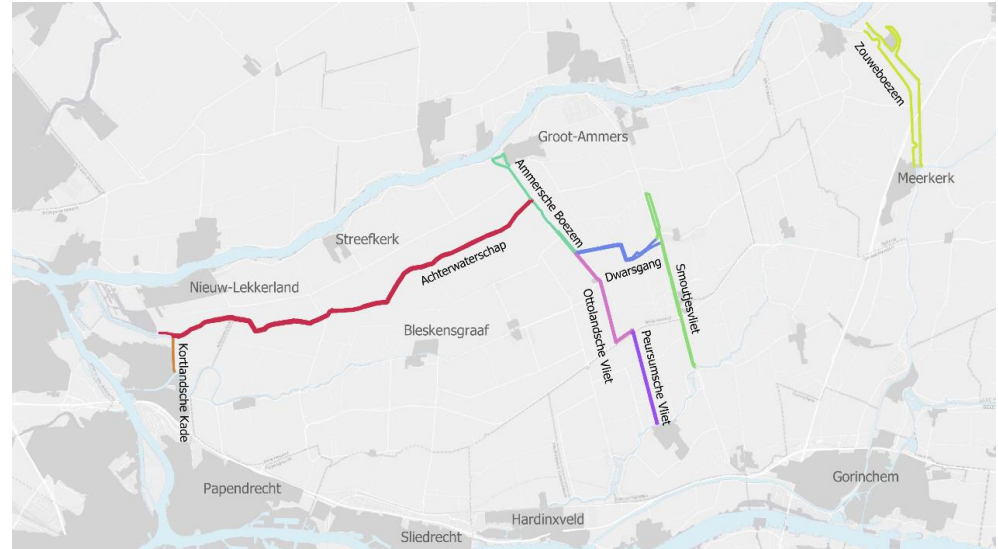 Zouweboezem
Groot-Ammers
Meerkerk
Ammersche Boezem
Streefkerk
Achterwaterschap
Dwarsgang
Smoutjesvliet
Nieuw-Lekkerland
Ottolandsche Vliet
Bleskensgraaf
Peursumsche Vliet
Kortlandsche Kade
Gorinchem
Papendrecht
Hardinxveld
Sliedrecht